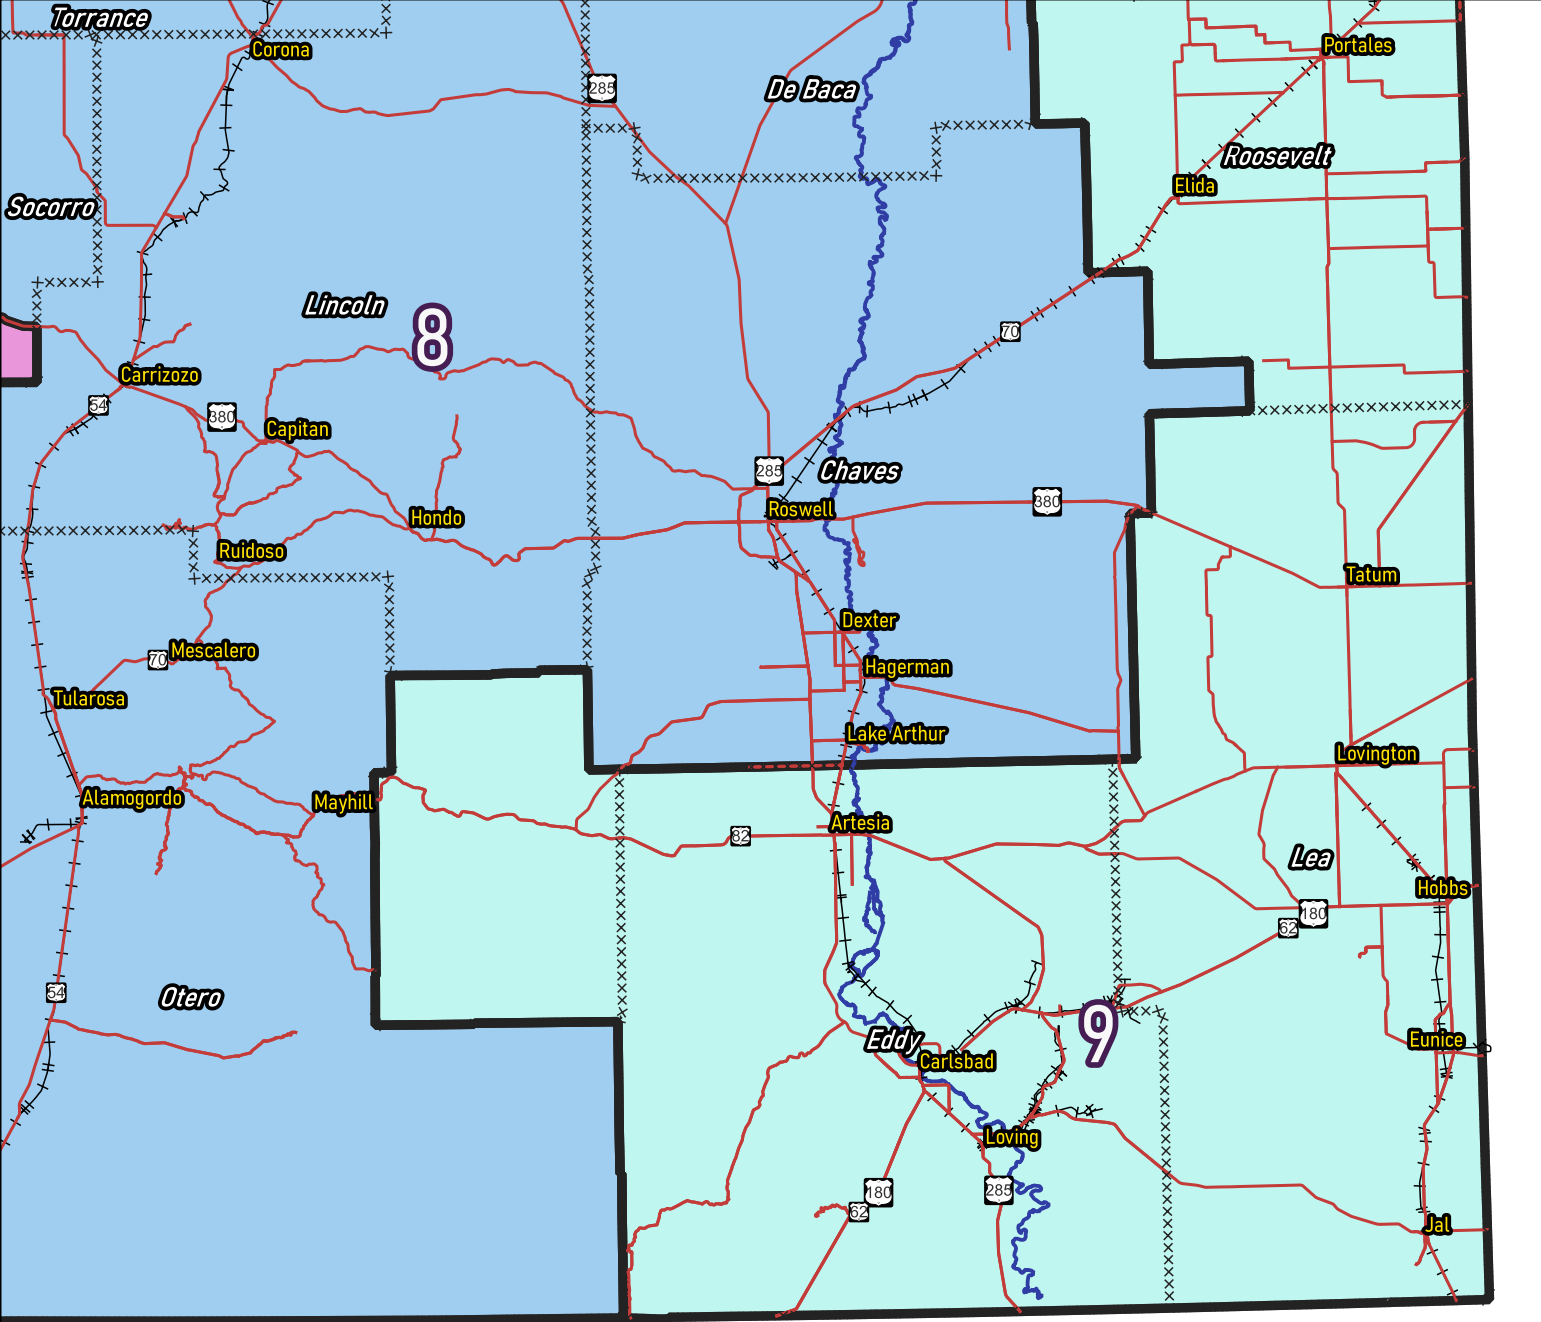 Torrance
Corona
Portales
285
De Baca
Roosevelt
Elida
Socorro
Lincoln
8
70
Carrizozo
54
380
Capitan
285
Chaves
Roswell
380
Hondo
Ruidoso
Tatum
Dexter
Mescalero
70
Hagerman
Tularosa
Lake Arthur
Lovington
Alamogordo
Mayhill
Artesia
82
Lea
Hobbs
180
62
54
Otero
9
Eddy
Eunice
Carlsbad
Loving
180
285
62
Jal